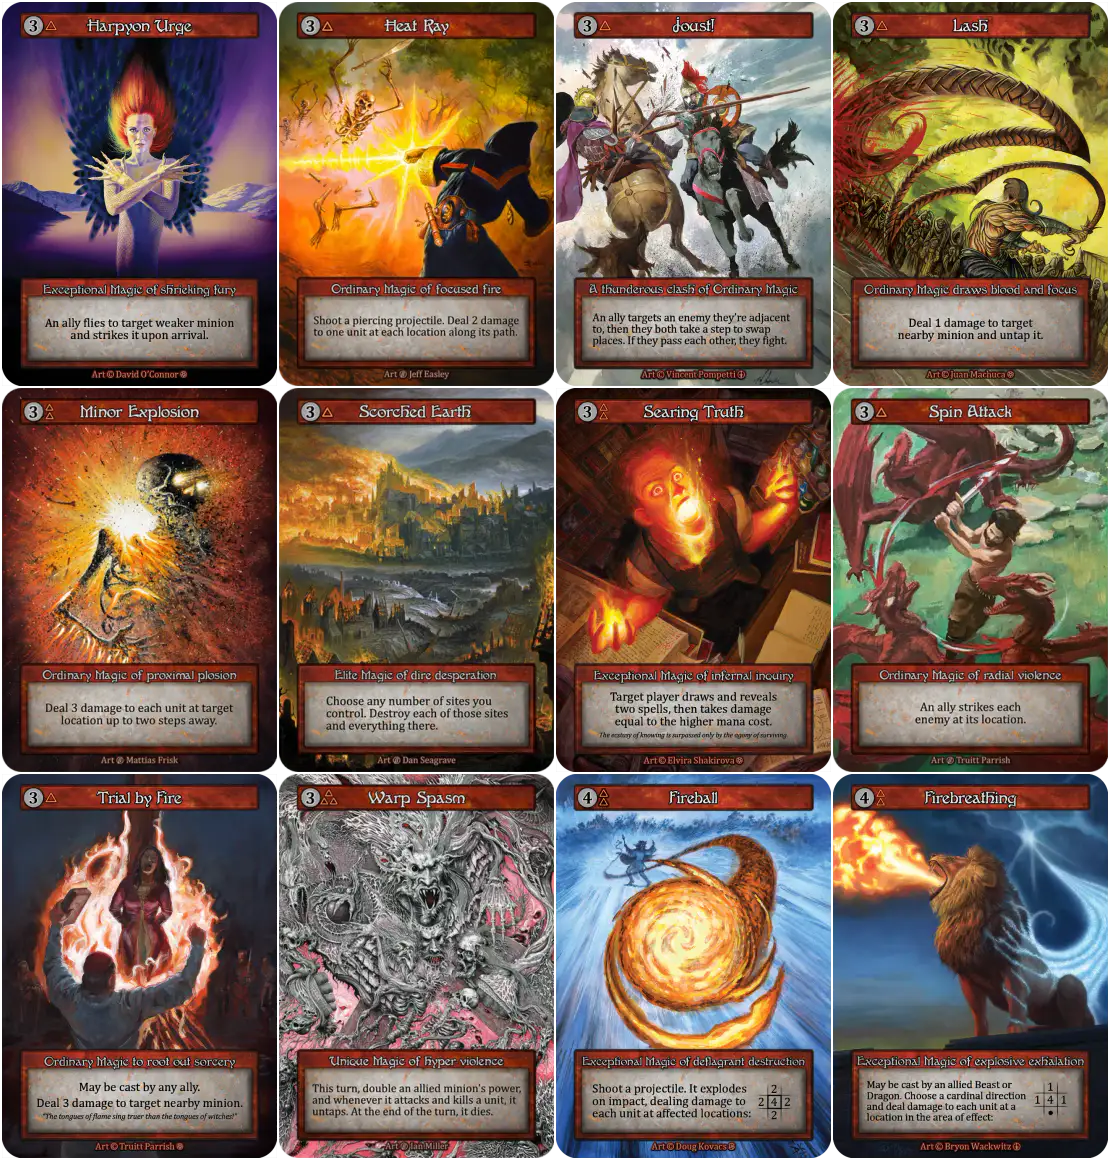 3 Harpyon Urge
Exceptional Magic of shrieking fury
An ally flies to target weaker minion
and strikes it upon arrival.
Art © David O'Connor
3 Heat Ray
Ordinary Magic of focused fire
Shoot a piercing projectile. Deal 2 damage
to one unit at each location along its path.
Art Jeff Easley
3 Joust!
A thunderous clash of Ordinary Magic
An ally targets an enemy they're adjacent
to, then they both take a step to swap
places. If they pass each other, they fight.
Art © Vincent Pompetti
3 Lash
Ordinary Magic draws blood and focus
Deal 1 damage to target
nearby minion and untap it.
Art © Juan Machuca
3 Minor Explosion
Ordinary Magic of proximal plosion
Deal 3 damage to each unit at target
location up to two steps away.
Art Mattias Frisk
3 Scorched Earth
Elite Magic of dire desperation
Choose any number of sites you
control. Destroy each of those sites
and everything there.
Art Dan Seagrave
3 Searing Truth
Exceptional Magic of infernal inquiry
Target player draws and reveals
two spells, then takes damage
equal to the higher mana cost.
The ecstasy of knowing is surpassed only by the agony of surviving.
Art © Elvira Shakirova
3 Spin Attack
Ordinary Magic of radial violence
An ally strikes each
enemy at its location.
Art Truitt Parrish
3 Trial by Fire
Ordinary Magic to root out sorcery
May be cast by any ally.
Deal 3 damage to target nearby minion.
"The tongues of flame sing truer than the tongues of witches!"
Art © Truitt Parrish
3 Warp Spasm
Unique Magic of hyper violence
This turn, double an allied minion's power,
and whenever it attacks and kills a unit, it
untaps. At the end of the turn, it dies.
Art Ian Miller
4 Fireball
Exceptional Magic of deflagrant destruction
Shoot a projectile. It explodes
on impact, dealing damage to
each unit at affected locations:
2
2 4 2
2
Art © Doug Kovacs
4 Firebreathing
Exceptional Magic of explosive exhalation
May be cast by an allied Beast or
Dragon. Choose a cardinal direction
and deal damage to each unit at a
location in the area of effect:
1
1 4 1
Art © Bryon Wackwitz